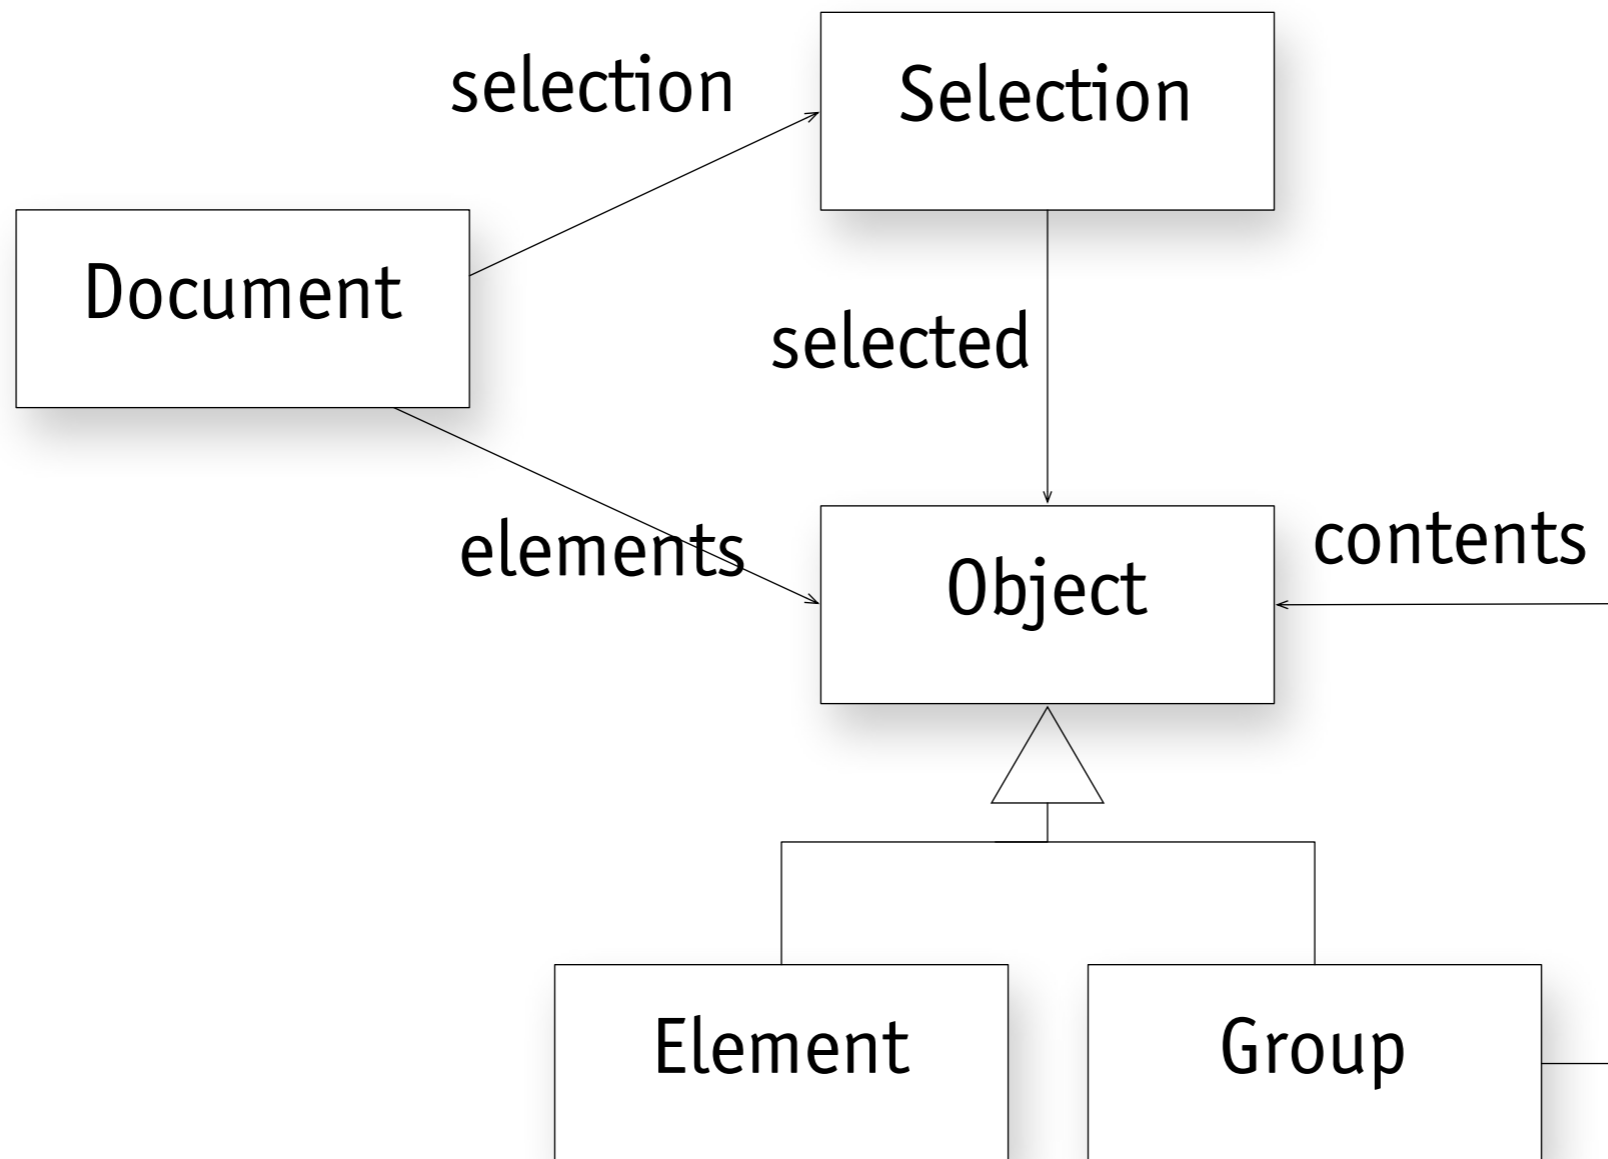 selection
Selection
Document
selected
elements
contents
Object
Element
Group